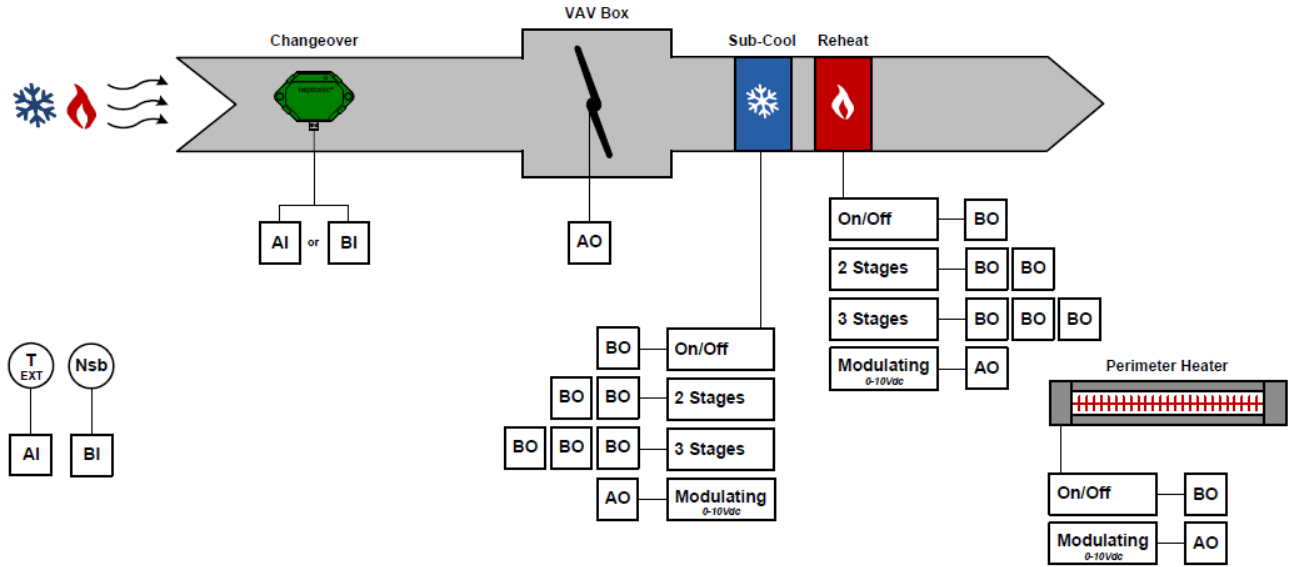 VAV Box
Changeover
Sub-Cool Reheat
neptronic
AI or BI
AO
On/Off BO
2 Stages BO BO
3 Stages BO BO BO
Modulating AO
0-10Vdc
BO On/Off
BO BO 2 Stages
BO BO BO 3 Stages
AO Modulating
0-10Vdc
T
EXT
Nsb
AI BI
Perimeter Heater
On/Off BO
Modulating AO
0-10Vdc